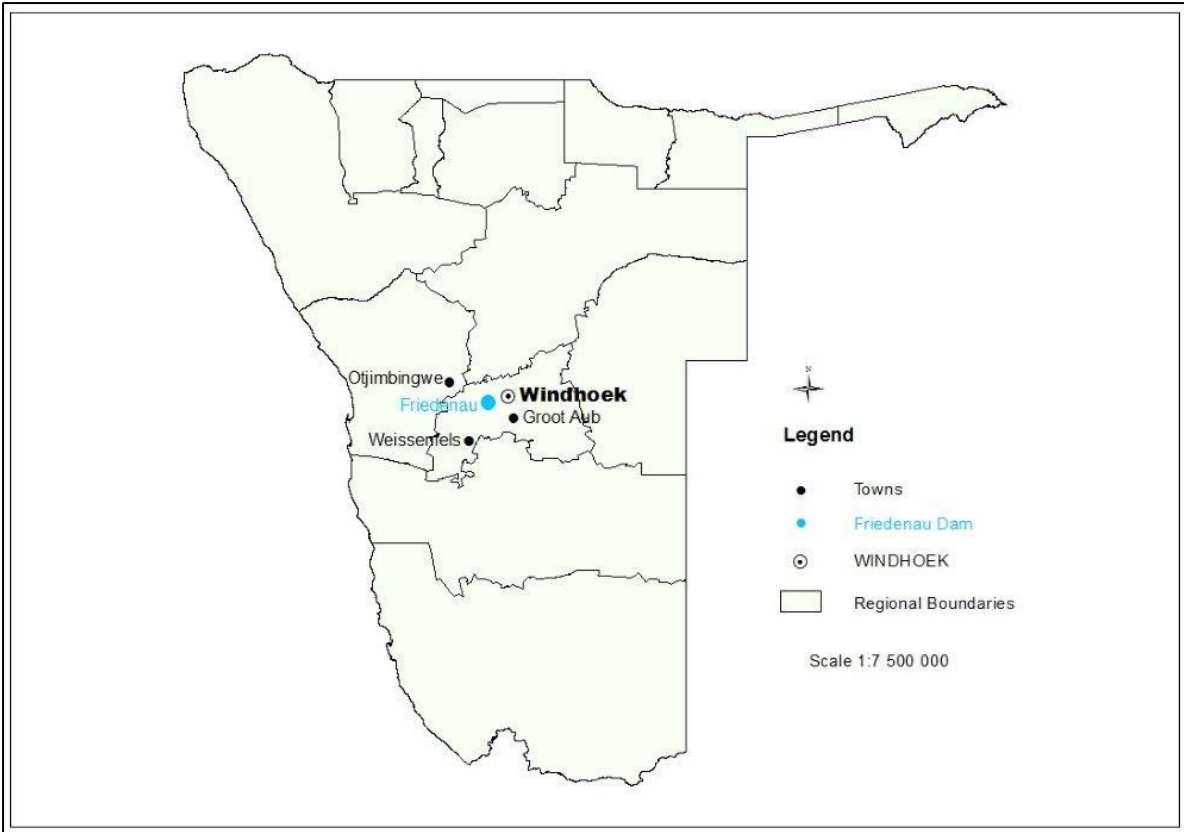 Otjimbingwe
Friedenau
Windhoek
Groot Aub
Weissenfels
N
Legend
Towns
Friedenau Dam
WINDHOEK
Regional Boundaries
Scale 1:7 500 000